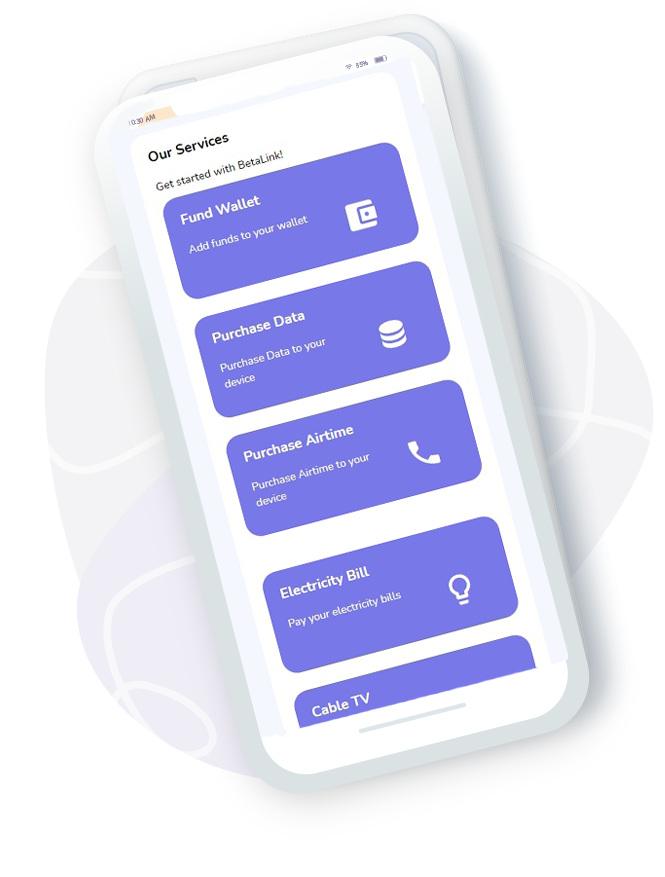 10:30 AM
55%
Our Services
Get started with BetaLink!
Fund Wallet
Add funds to your wallet
Purchase Data
Purchase Data to your
device
Purchase Airtime
Purchase Airtime to your
device
Electricity Bill
Pay your electricity bills
Cable TV